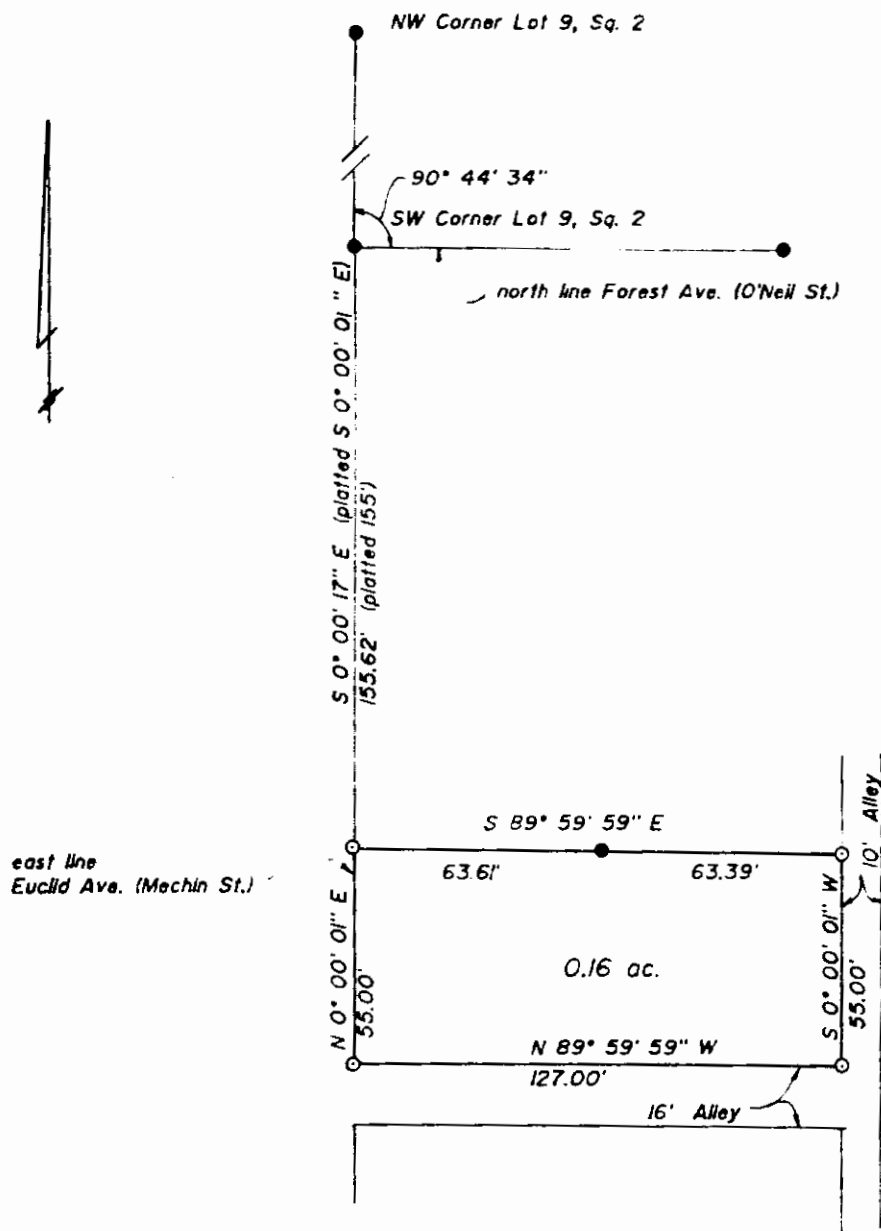 NW Corner Lot 9, Sq. 2
90° 44' 34"
SW Corner Lot 9, Sq. 2
north line Forest Ave. (O'Neil St.)
S 0° 00' 17" E (platted S 0° 00' 01" E)
155.62' (platted 155')
S 89° 59' 59" E
63.61'
63.39'
10' Alley
east line
Euclid Ave. (Mechin St.)
N 0° 00' 01" E
55.00'
0.16 ac.
S 0° 00' 01" W
55.00'
N 89° 59' 59" W
127.00'
16' Alley